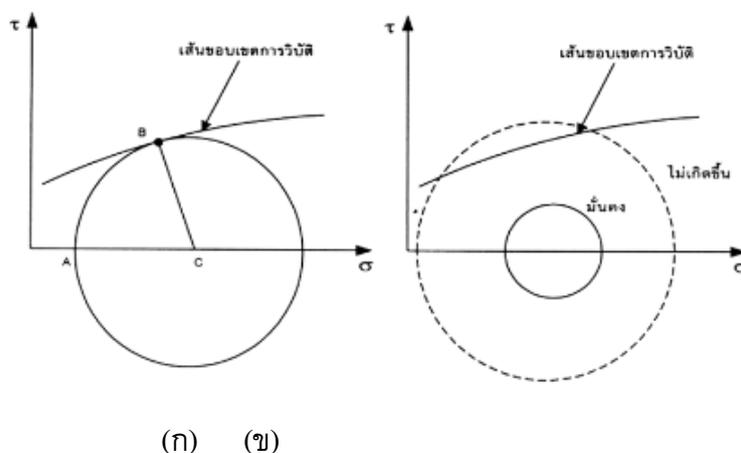 τ
เส้นขอบเขตการวิบัติ
B
A
C
σ
τ
เส้นขอบเขตการวิบัติ
ไม่เกิดขึ้น
มั่นคง
σ
(ก) (ข)